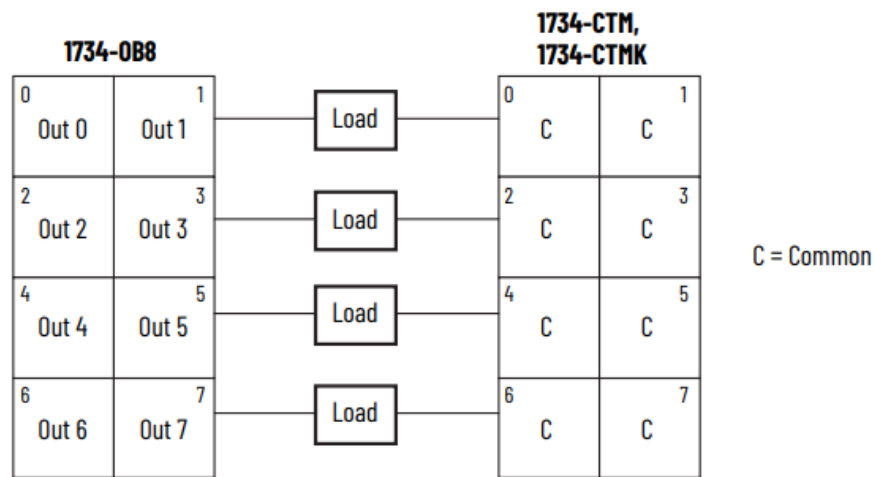 1734-OB8
1734-CTM,
1734-CTMK
0 1 0 1
Out 0 Out 1 Load C C
2 3 2 3
Out 2 Out 3 Load C C
C = Common
4 5 4 5
Out 4 Out 5 Load C C
6 7 6 7
Out 6 Out 7 Load C C